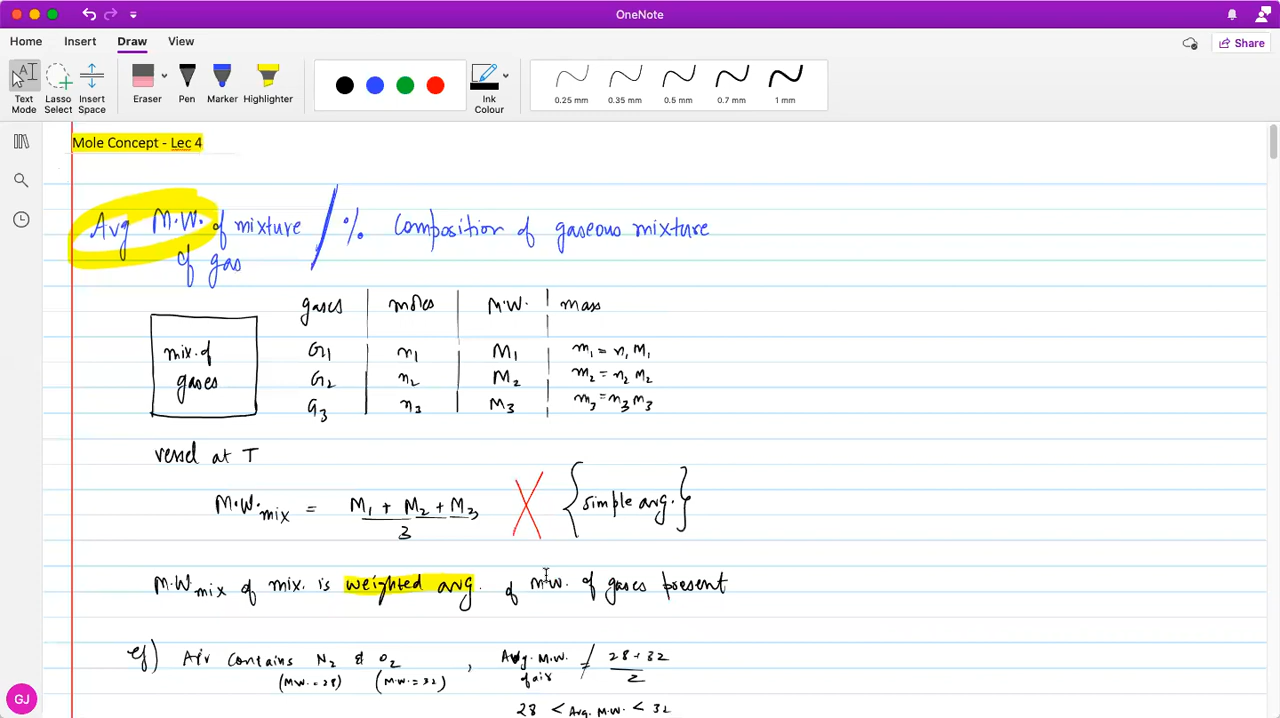 OneNote
Home Insert Draw View
Share
Text Mode
Lasso Select
Insert Space
Eraser
Pen
Marker
Highlighter
Ink Colour
0.25 mm
0.35 mm
0.5 mm
0.7 mm
1 mm
Mole Concept - Lec 4
Avg M.W. of mixture / % Composition of gaseous mixture
of gas
gases | moles | M.W. | mass
G1 | n1 | M1 | m1 = n1 M1
G2 | n2 | M2 | m2 = n2 M2
G3 | n3 | M3 | m3 = n3 M3
mix. of
gases
vessel at T
M.W.mix = M1 + M2 + M3 / 3 X {simple avg.}
M.Wmix of mix. is weighted avg. of M.W. of gases present
eg) Air contains N2 & O2 , Avg. M.W. of air ≠ 28 + 32 / 2
(M.W. = 28) (M.W. = 32)
28 < Avg. M.W. < 32
GJ